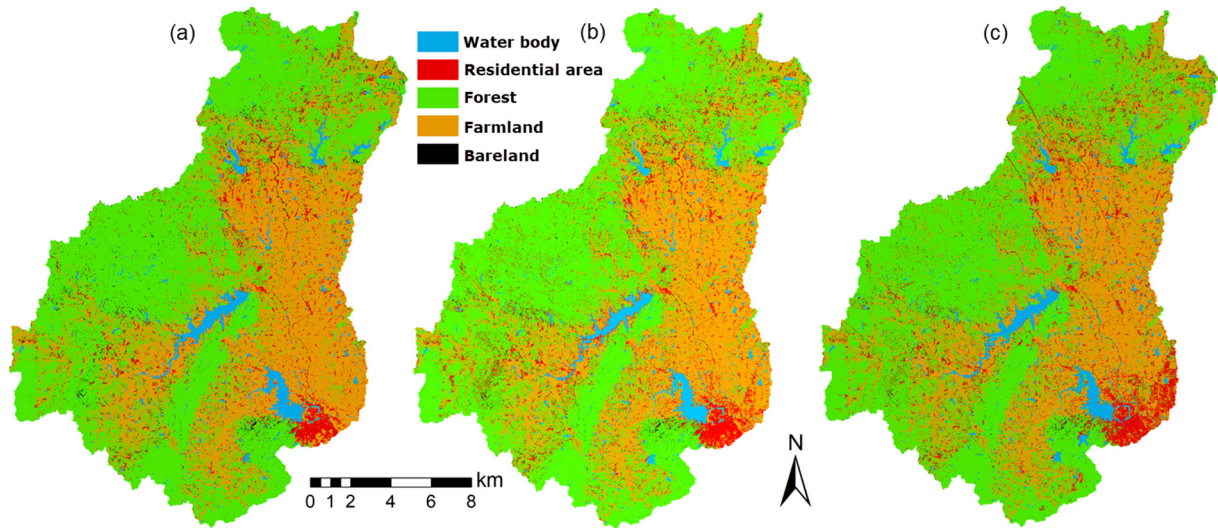 (a)
(b)
(c)
Water body
Residential area
Forest
Farmland
Bareland
N
km
0 1 2 4 6 8